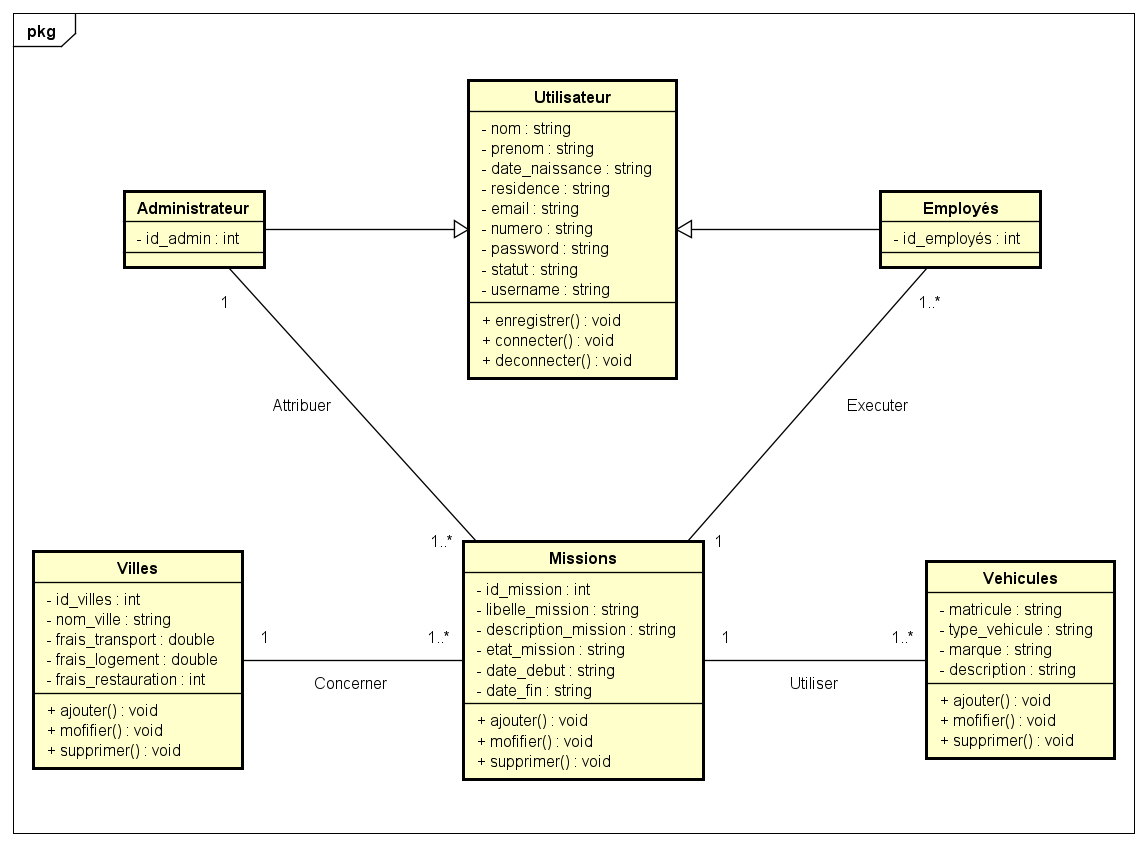 pkg
Utilisateur
- nom : string
- prenom : string
- date_naissance : string
- residence : string
- email : string
- numero : string
- password : string
- statut : string
- username : string
+ enregistrer() : void
+ connecter() : void
+ deconnecter() : void
Administrateur
- id_admin : int
Employés
- id_employés : int
1
1..*
Attribuer
Executer
1..*
1
Villes
- id_villes : int
- nom_ville : string
- frais_transport : double
- frais_logement : double
- frais_restauration : int
+ ajouter() : void
+ mofifier() : void
+ supprimer() : void
1
1..*
Concerner
Missions
- id_mission : int
- libelle_mission : string
- description_mission : string
- etat_mission : string
- date_debut : string
- date_fin : string
+ ajouter() : void
+ mofifier() : void
+ supprimer() : void
1
1..*
Utiliser
Vehicules
- matricule : string
- type_vehicule : string
- marque : string
- description : string
+ ajouter() : void
+ mofifier() : void
+ supprimer() : void